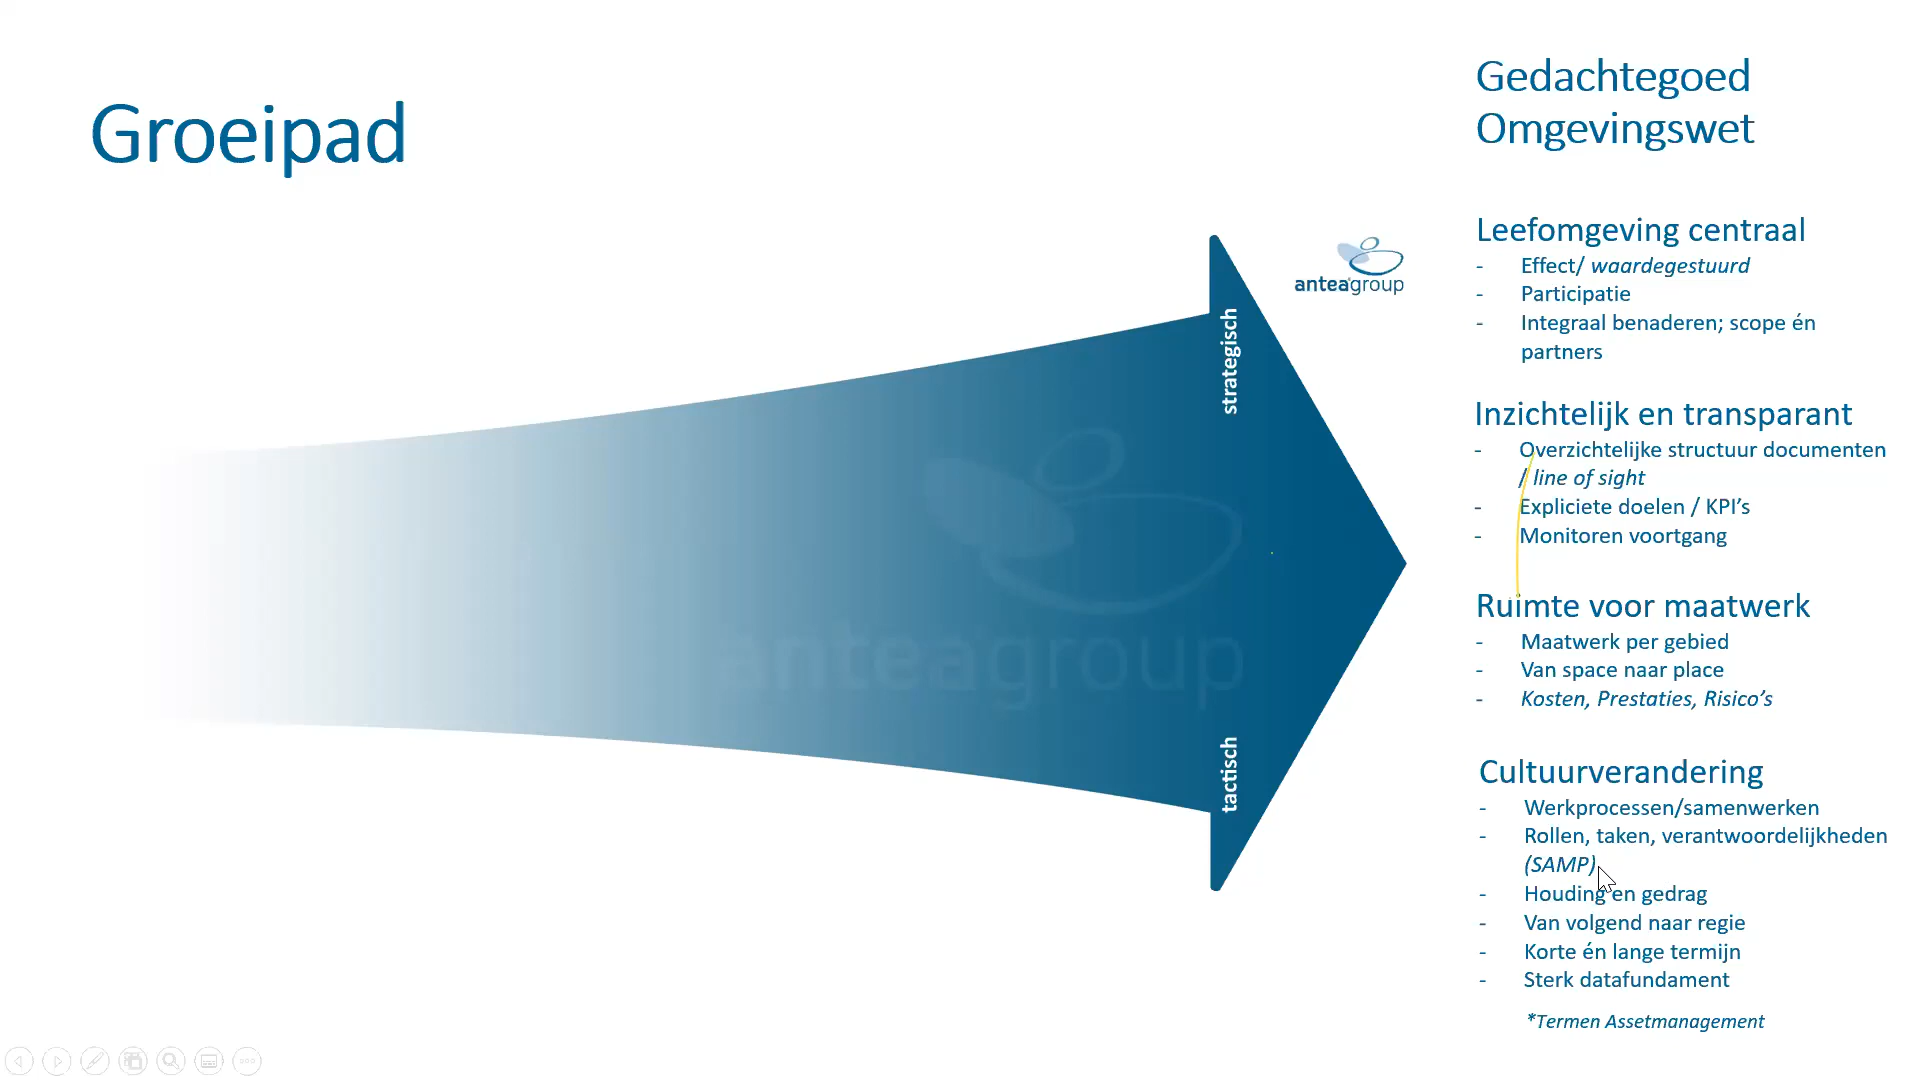 Groeipad
Gedachtegoed
Omgevingswet
anteagroup
strategisch
tactisch
anteagroup
Leefomgeving centraal
- Effect/ waardegestuurd
- Participatie
- Integraal benaderen; scope én
partners
Inzichtelijk en transparant
- Overzichtelijke structuur documenten
/ line of sight
- Expliciete doelen / KPI's
- Monitoren voortgang
Ruimte voor maatwerk
- Maatwerk per gebied
- Van space naar place
- Kosten, Prestaties, Risico's
Cultuurverandering
- Werkprocessen/samenwerken
- Rollen, taken, verantwoordelijkheden
(SAMP)
- Houding en gedrag
- Van volgend naar regie
- Korte én lange termijn
- Sterk datafundament
*Termen Assetmanagement